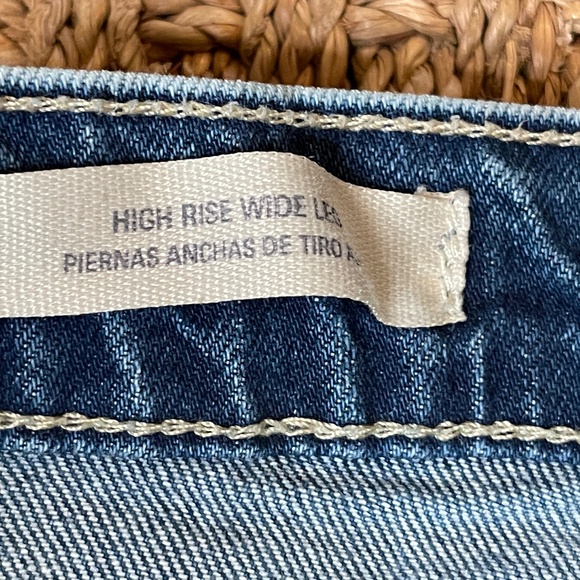 HIGH RISE WIDE LEG
PIERNAS ANCHAS DE TIRO